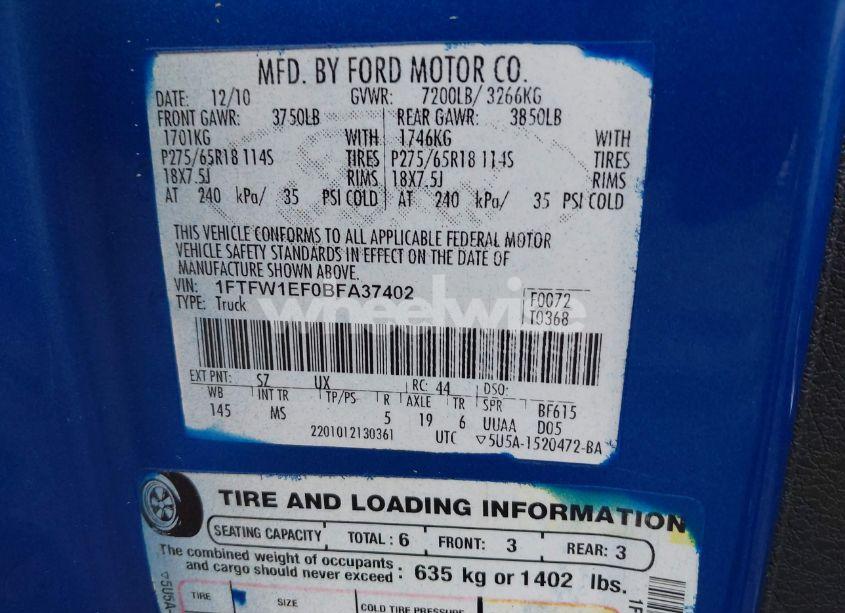 MFD. BY FORD MOTOR CO.
DATE: 12/10 GVWR: 7200LB/ 3266KG
FRONT GAWR: 3750LB REAR GAWR: 3850LB
1701KG WITH 1746KG WITH
P275/65R18 114S TIRES P275/65R18 114S TIRES
18X7.5J RIMS 18X7.5J RIMS
AT 240 kPa/ 35 PSI COLD AT 240 kPa/ 35 PSI COLD
THIS VEHICLE CONFORMS TO ALL APPLICABLE FEDERAL MOTOR
VEHICLE SAFETY STANDARDS IN EFFECT ON THE DATE OF
MANUFACTURE SHOWN ABOVE.
VIN: 1FTFW1EF0BFA37402 F0072
TYPE: Truck T0368
wheelwise
EXT PNT: SZ UX RC: 44 DSO:
WB INT TR TP/PS R AXLE TR SPR BF615
145 MS 5 19 6 UUAA D05
2201012130361 UTC ▽5U5A-1520472-BA
TIRE AND LOADING INFORMATION
SEATING CAPACITY TOTAL : 6 FRONT: 3 REAR: 3
The combined weight of occupants
and cargo should never exceed : 635 kg or 1402 lbs.
TIRE SIZE COLD TIRE PRESSURE
▽5U5A-
1F